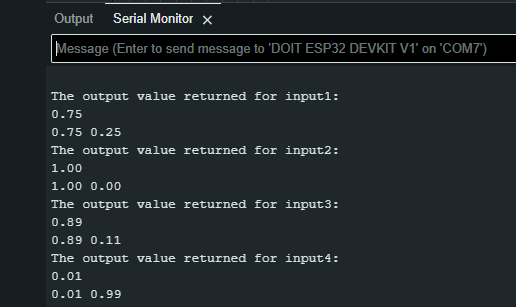 Output Serial Monitor
Message (Enter to send message to 'DOIT ESP32 DEVKIT V1' on 'COM7')
The output value returned for input1:
0.75
0.75 0.25
The output value returned for input2:
1.00
1.00 0.00
The output value returned for input3:
0.89
0.89 0.11
The output value returned for input4:
0.01
0.01 0.99